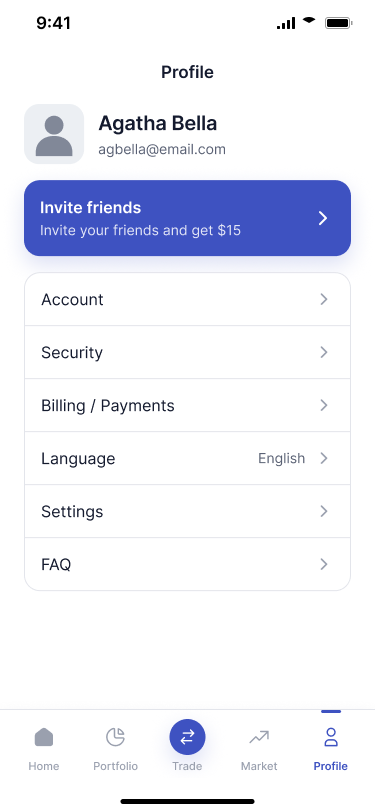 9:41
Profile
Agatha Bella
agbella@email.com
Invite friends
Invite your friends and get $15
Account
Security
Billing / Payments
Language English
Settings
FAQ
Home Portfolio Trade Market Profile